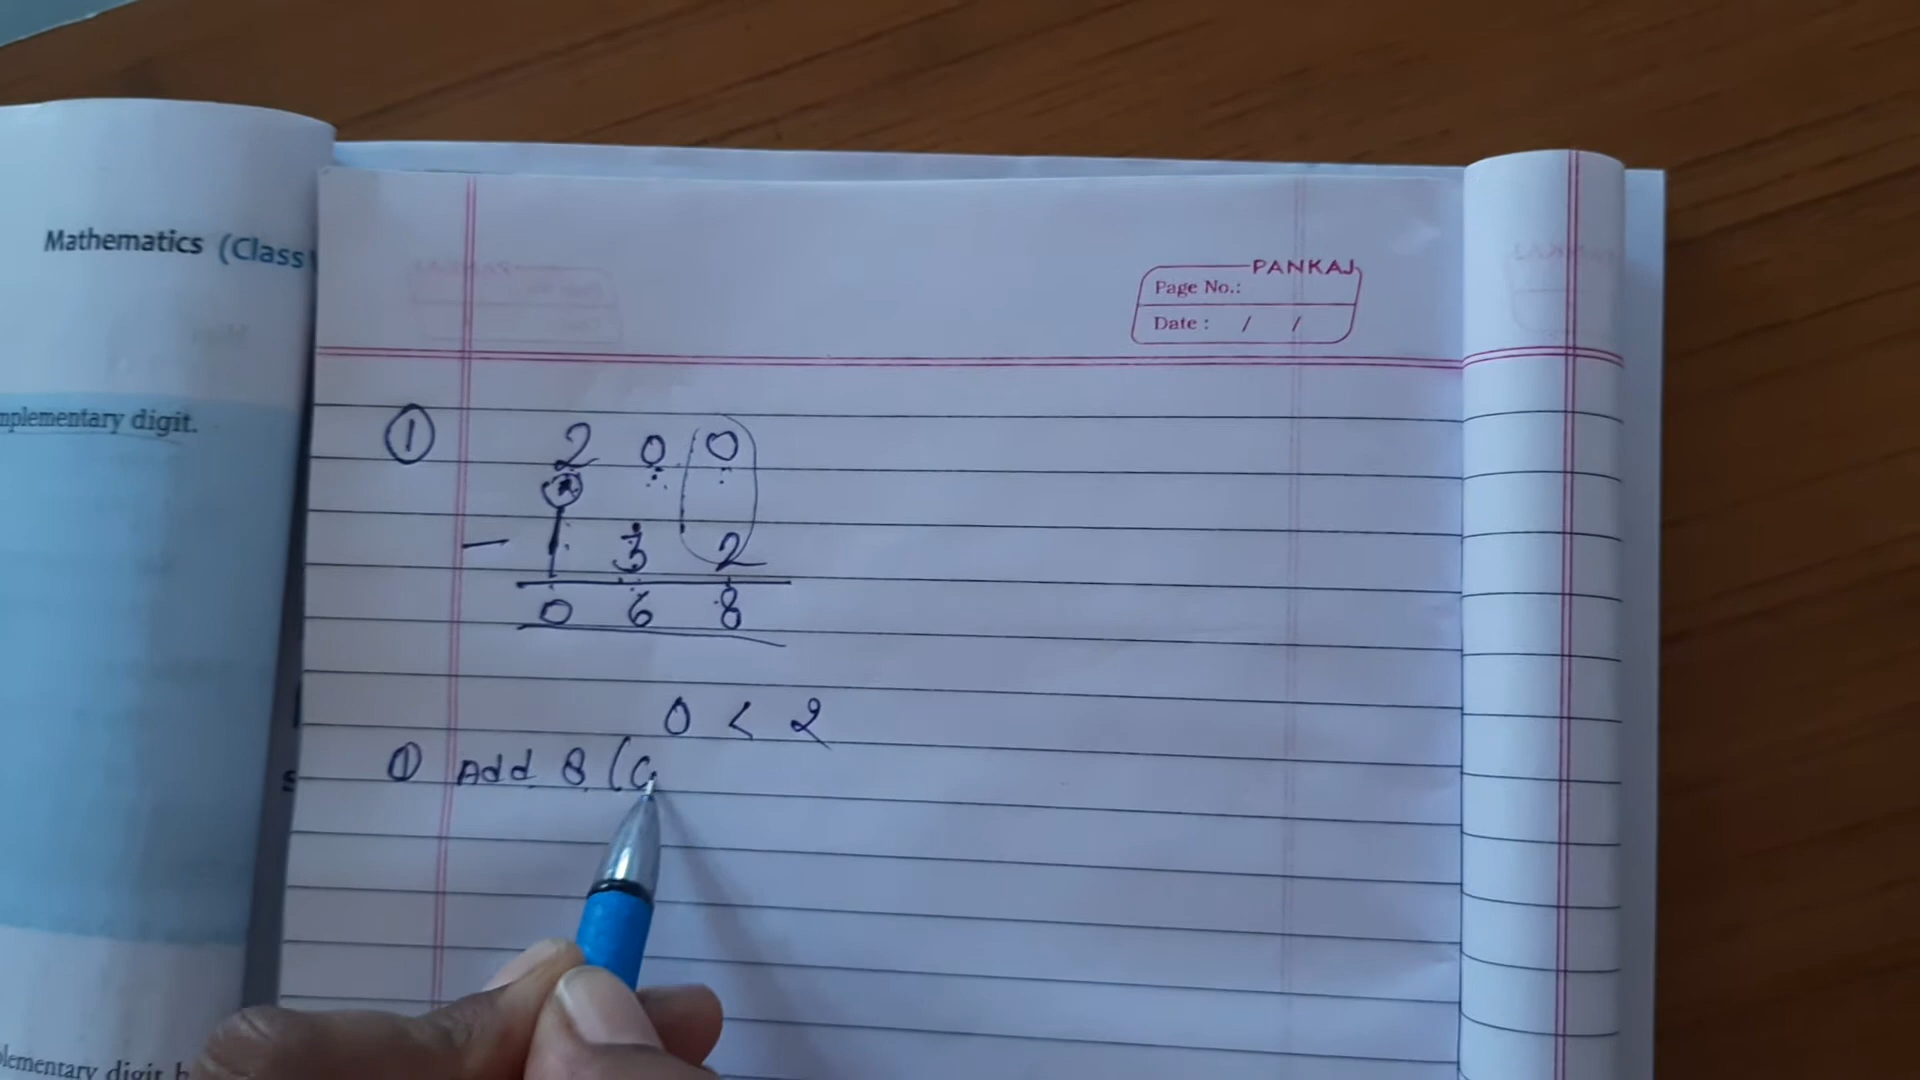 Mathematics (Class
mplementary digit.
PANKAJ
Page No.:
Date : / /
① 2 0 0
- 1 3 2
0 6 8
0 < 2
① Add 8 (C
lementary digit b